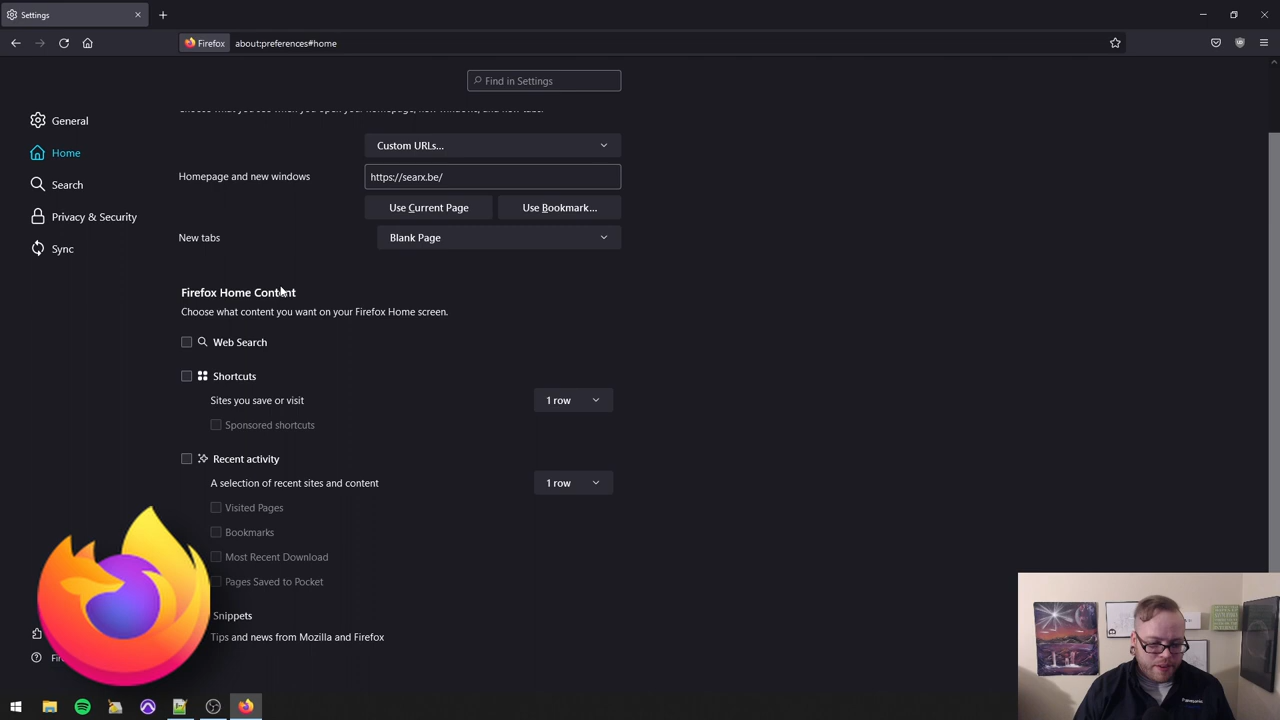 Settings
Firefox
about:preferences#home
Find in Settings
General
Home
Custom URLs...
Homepage and new windows
https://searx.be/
Search
Privacy & Security
Use Current Page
Use Bookmark...
New tabs
Blank Page
Sync
Firefox Home Content
Choose what content you want on your Firefox Home screen.
Web Search
Shortcuts
Sites you save or visit
1 row
Sponsored shortcuts
Recent activity
A selection of recent sites and content
1 row
Visited Pages
Bookmarks
Most Recent Download
Pages Saved to Pocket
Snippets
Tips and news from Mozilla and Firefox
Panasonic